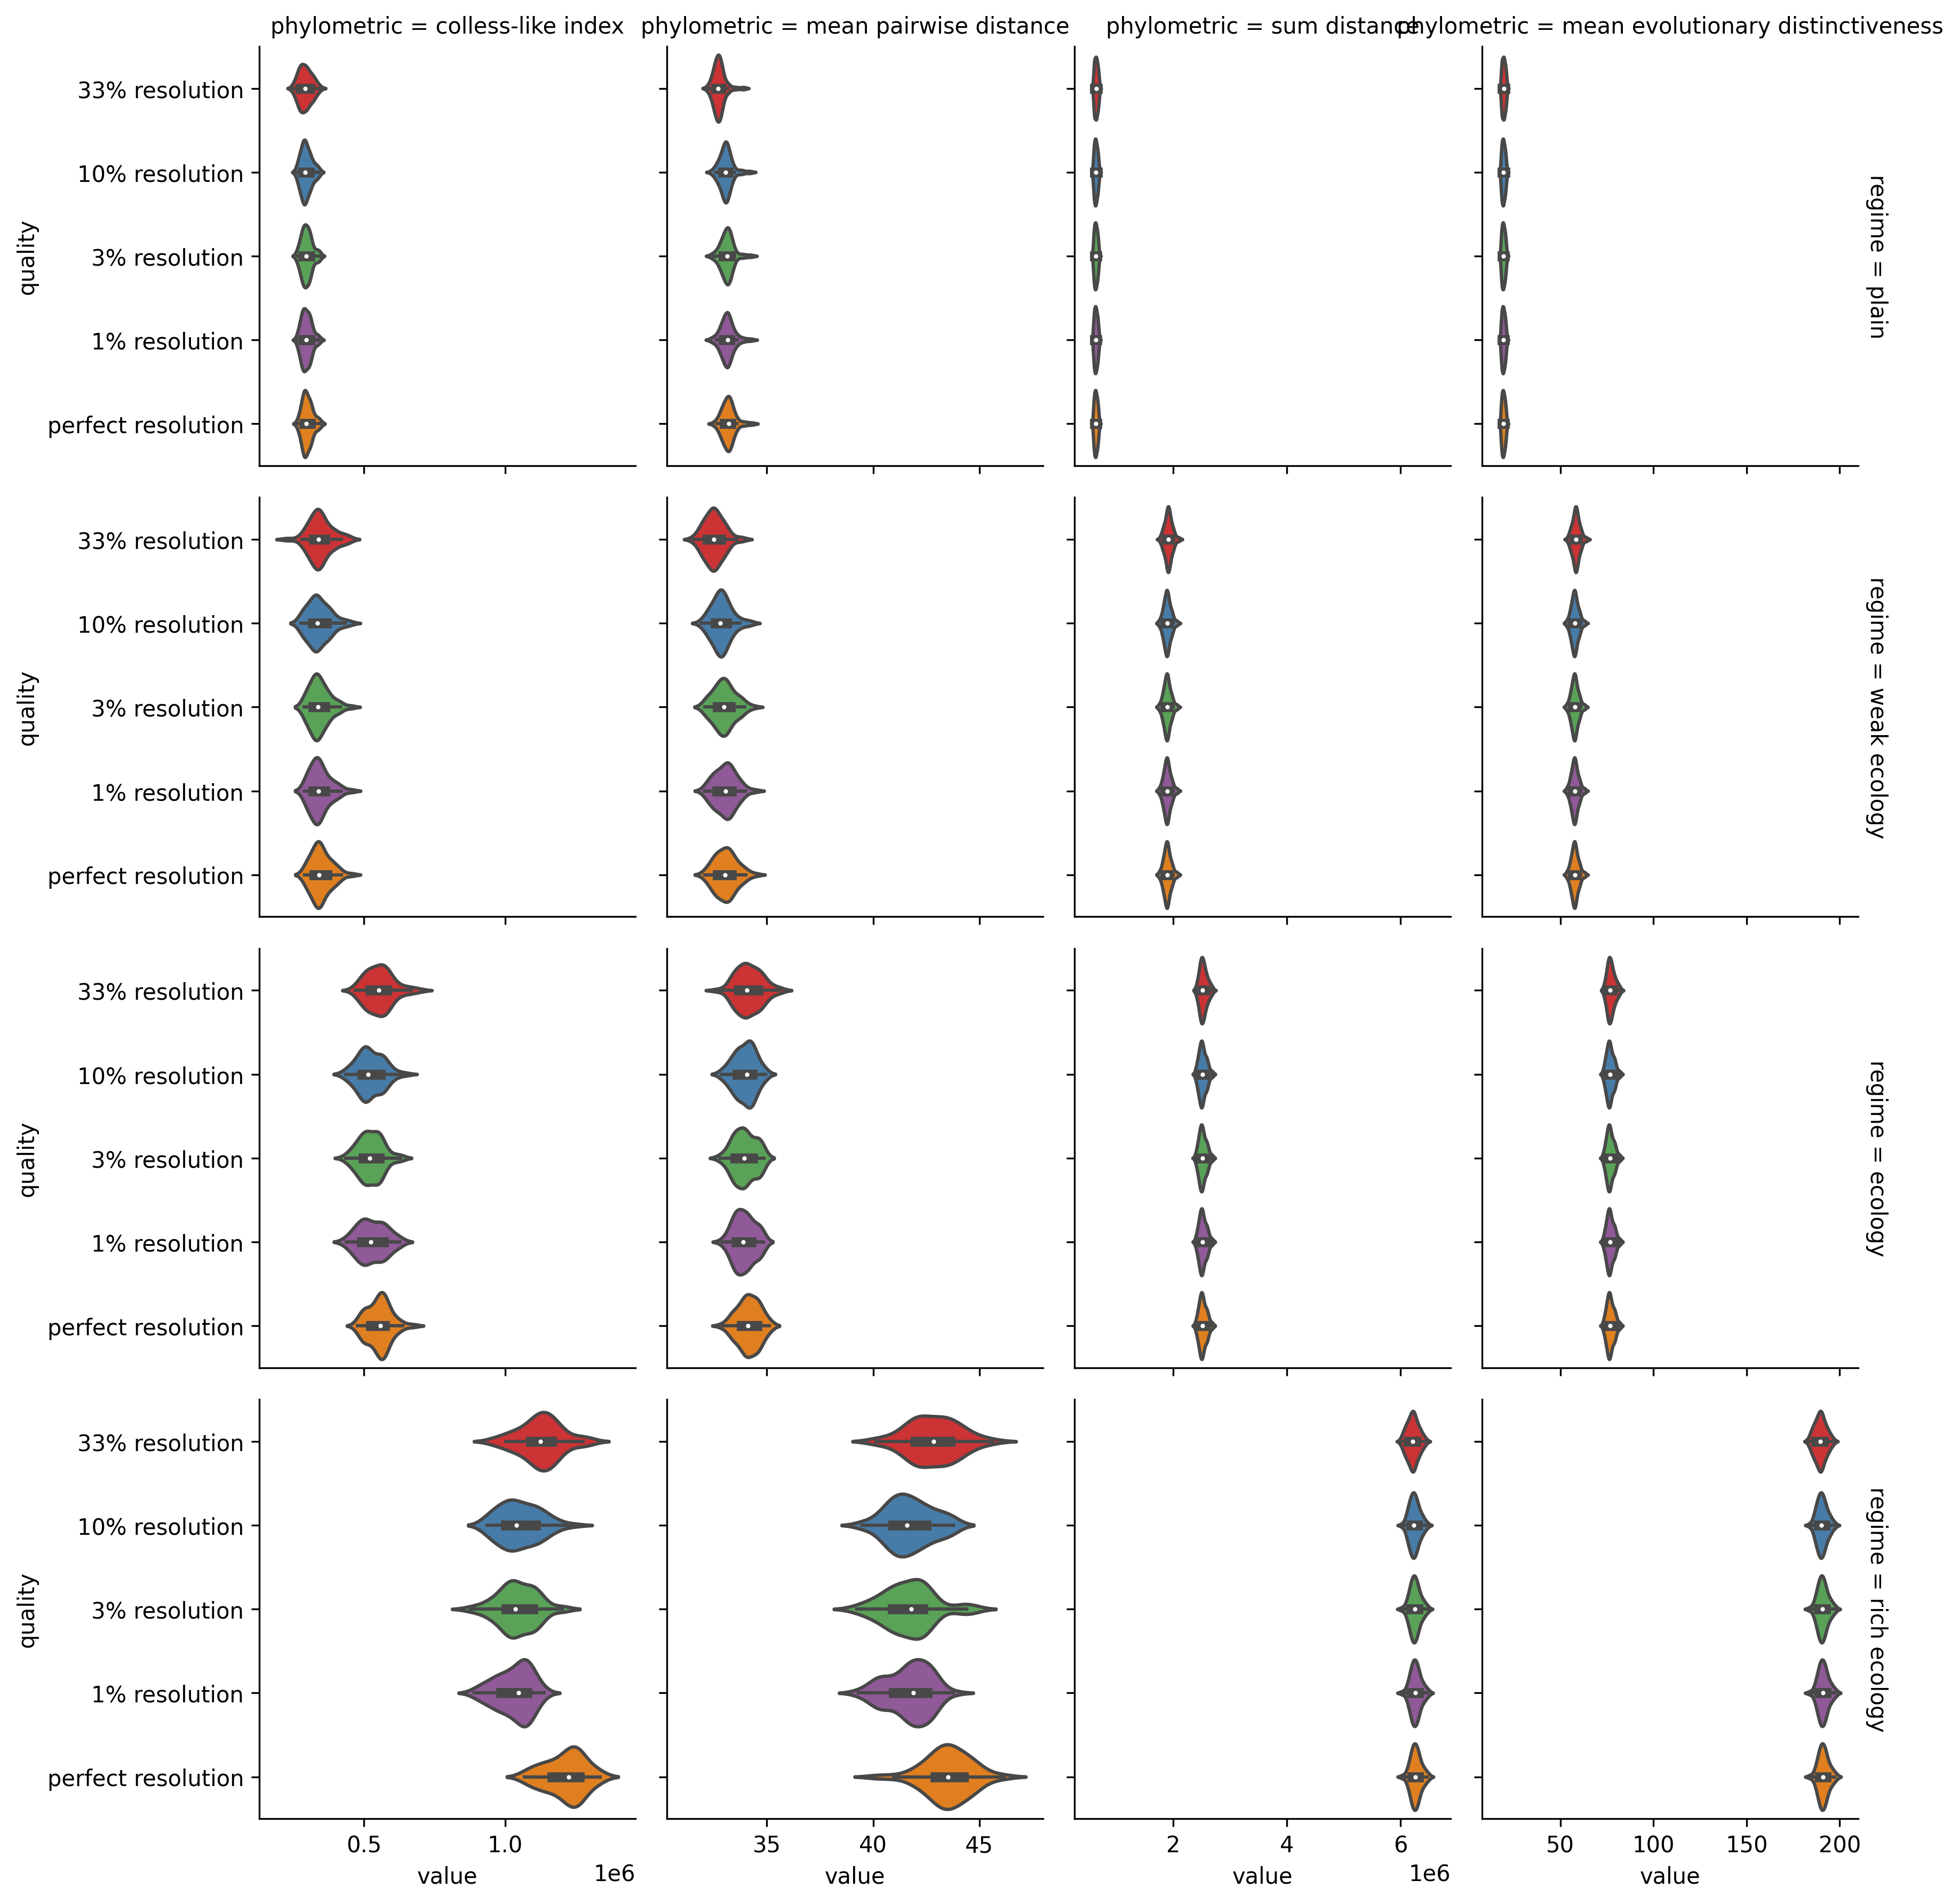 phylometric = colless-like index
phylometric = mean pairwise distance
phylometric = sum distance
phylometric = mean evolutionary distinctiveness
quality
33% resolution
10% resolution
3% resolution
1% resolution
perfect resolution
regime = plain
quality
33% resolution
10% resolution
3% resolution
1% resolution
perfect resolution
regime = weak ecology
quality
33% resolution
10% resolution
3% resolution
1% resolution
perfect resolution
regime = ecology
quality
33% resolution
10% resolution
3% resolution
1% resolution
perfect resolution
regime = rich ecology
0.5 1.0
1e6
value
35 40 45
value
2 4 6
1e6
value
50 100 150 200
value